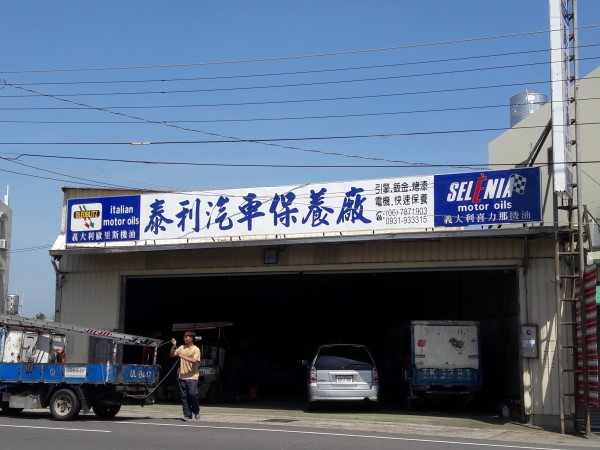 OLEOBLITZ
italian
motor oils
義大利歐里斯機油
泰利汽車保養廠
引擎.鈑金.烤漆
電機.快速保養
(06)7871903
0931-933315
SELÈNIA
motor oils
義大利喜力那機油